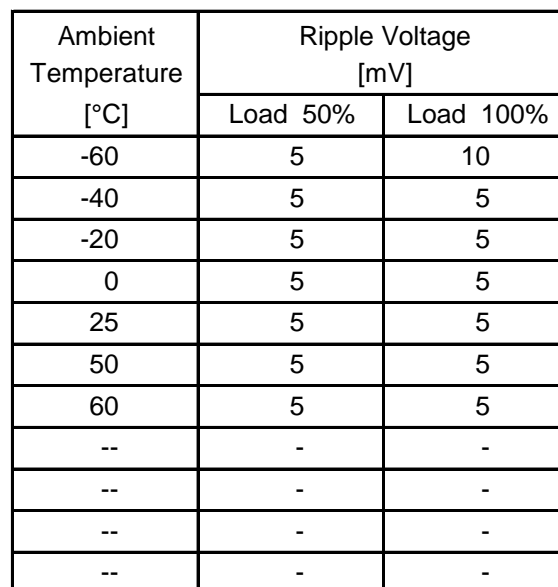 Ambient Temperature [°C] Ripple Voltage [mV]
Load 50% Load 100%
-60 5 10
-40 5 5
-20 5 5
0 5 5
25 5 5
50 5 5
60 5 5
-- - -
-- - -
-- - -
-- - -